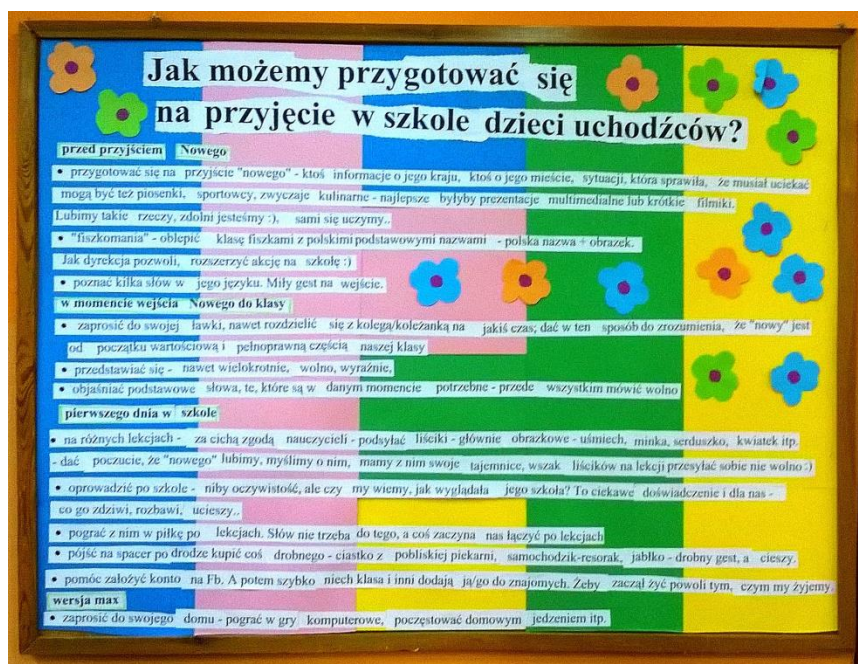 Jak możemy przygotować się
na przyjęcie w szkole dzieci uchodźców?
przed przyjściem Nowego
• przygotować się na przyjście "nowego" - ktoś informacje o jego kraju, ktoś o jego mieście, sytuacji, która sprawiła, że musiał uciekać
mogą być też piosenki, sportowcy, zwyczaje kulinarne - najlepsze byłyby prezentacje multimedialne lub krótkie filmiki.
Lubimy takie rzeczy, zdolni jesteśmy :), sami się uczymy..
• "fiszkomania" - oblepić klasę fiszkami z polskimi podstawowymi nazwami - polska nazwa + obrazek.
Jak dyrekcja pozwoli, rozszerzyć akcję na szkołę :)
• poznać kilka słów w jego języku. Miły gest na wejście.
w momencie wejścia Nowego do klasy
• zaprosić do swojej ławki, nawet rozdzielić się z kolegą/koleżanką na jakiś czas; dać w ten sposób do zrozumienia, że "nowy" jest
od początku wartościową i pełnoprawną częścią naszej klasy
• przedstawiać się - nawet wielokrotnie, wolno, wyraźnie,
• objaśniać podstawowe słowa, te, które są w danym momencie potrzebne - przede wszystkim mówić wolno
pierwszego dnia w szkole
• na różnych lekcjach - za cichą zgodą nauczycieli - podsyłać liściki - głównie obrazkowe - uśmiech, minka, serduszko, kwiatek itp.
- dać poczucie, że "nowego" lubimy, myślimy o nim, mamy z nim swoje tajemnice, wszak liścików na lekcji przesyłać sobie nie wolno :)
• oprowadzić po szkole - niby oczywistość, ale czy my wiemy, jak wyglądała jego szkoła? To ciekawe doświadczenie i dla nas -
co go zdziwi, rozbawi, ucieszy..
• pograć z nim w piłkę po lekcjach. Słów nie trzeba do tego, a coś zaczyna nas łączyć po lekcjach
• pójść na spacer po drodze kupić coś drobnego - ciastko z pobliskiej piekarni, samochodzik-resorak, jabłko - drobny gest, a cieszy.
• pomóc założyć konto na Fb. A potem szybko niech klasa i inni dodają ją/go do znajomych. Żeby zaczął żyć powoli tym, czym my żyjemy.
wersja max
• zaprosić do swojego domu - pograć w gry komputerowe, poczęstować domowym jedzeniem itp.